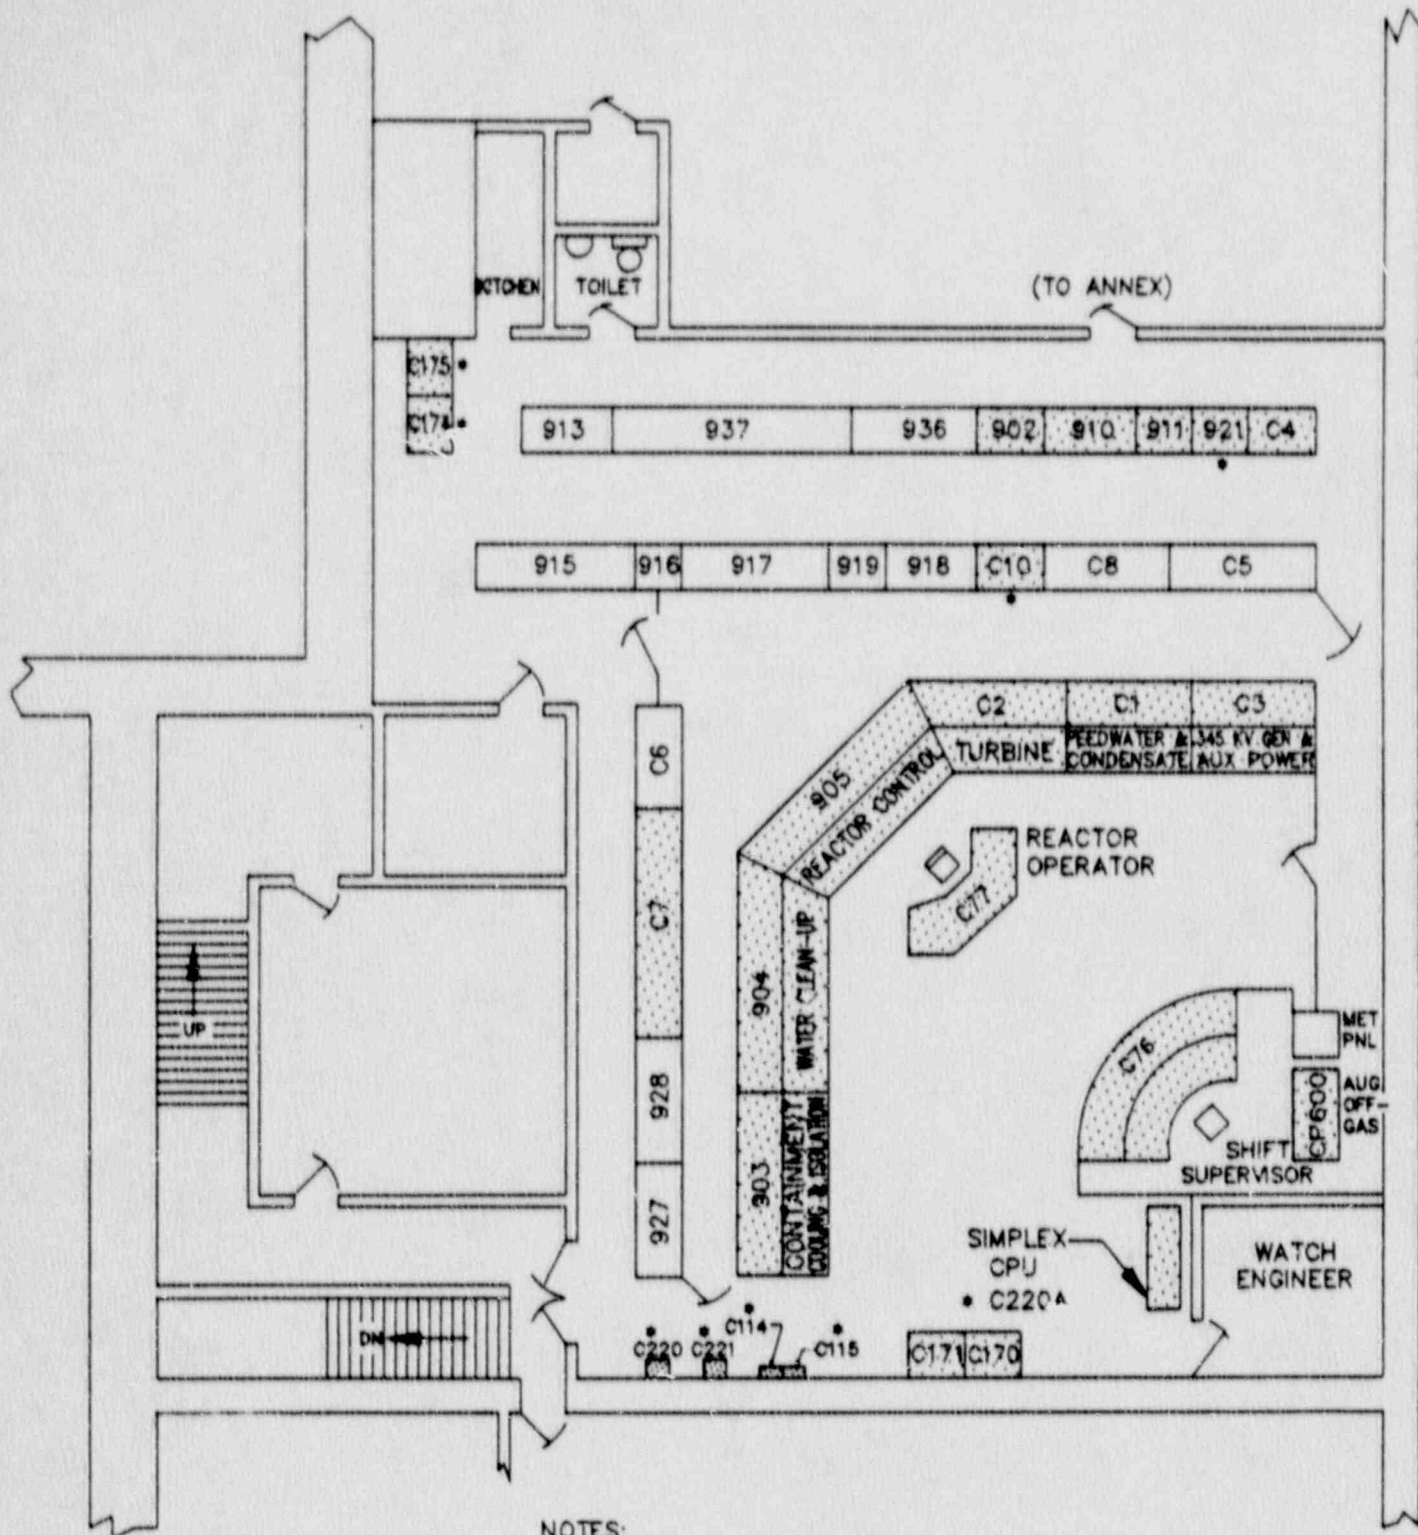 (TO ANNEX)
KITCHEN
TOILET
C175
C174
913
937
936
902
910
911
921
C4
915
916
917
919
918
C10
C8
C5
C2
C1
C3
TURBINE
FEEDWATER &
CONDENSATE
345 KV GEN &
AUX POWER
905
REACTOR CONTROL
C6
C7
928
927
904
WATER CLEAN-UP
903
CONTAINMENT
COOLING & ISOLATION
REACTOR
OPERATOR
C77
UP
C76
MET
PNL
CP600
AUG
OFF-
GAS
SHIFT
SUPERVISOR
SIMPLEX
CPU
C220A
WATCH
ENGINEER
DN
C220
C221
C114
C115
C171
C170
NOTES: